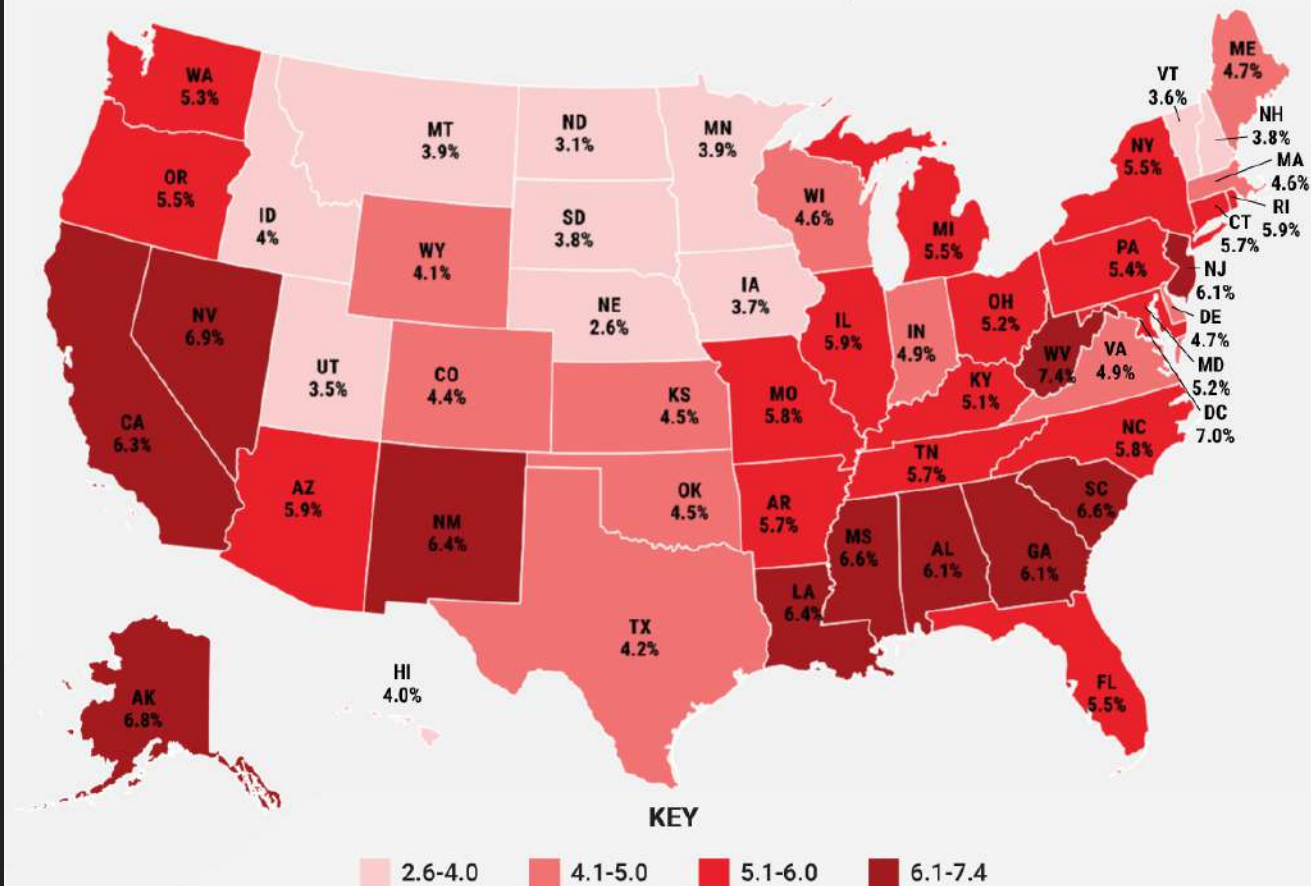 WA
5.3%
OR
5.5%
CA
6.3%
NV
6.9%
ID
4%
MT
3.9%
WY
4.1%
UT
3.5%
AZ
5.9%
CO
4.4%
NM
6.4%
ND
3.1%
SD
3.8%
NE
2.6%
KS
4.5%
OK
4.5%
TX
4.2%
MN
3.9%
IA
3.7%
MO
5.8%
AR
5.7%
LA
6.4%
WI
4.6%
IL
5.9%
MI
5.5%
IN
4.9%
OH
5.2%
KY
5.1%
TN
5.7%
MS
6.6%
AL
6.1%
GA
6.1%
FL
5.5%
SC
6.6%
NC
5.8%
VA
4.9%
WV
7.4%
PA
5.4%
NY
5.5%
VT
3.6%
ME
4.7%
NH
3.8%
MA
4.6%
RI
5.9%
CT
5.7%
NJ
6.1%
DE
4.7%
MD
5.2%
DC
7.0%
AK
6.8%
HI
4.0%
KEY
2.6-4.0
4.1-5.0
5.1-6.0
6.1-7.4